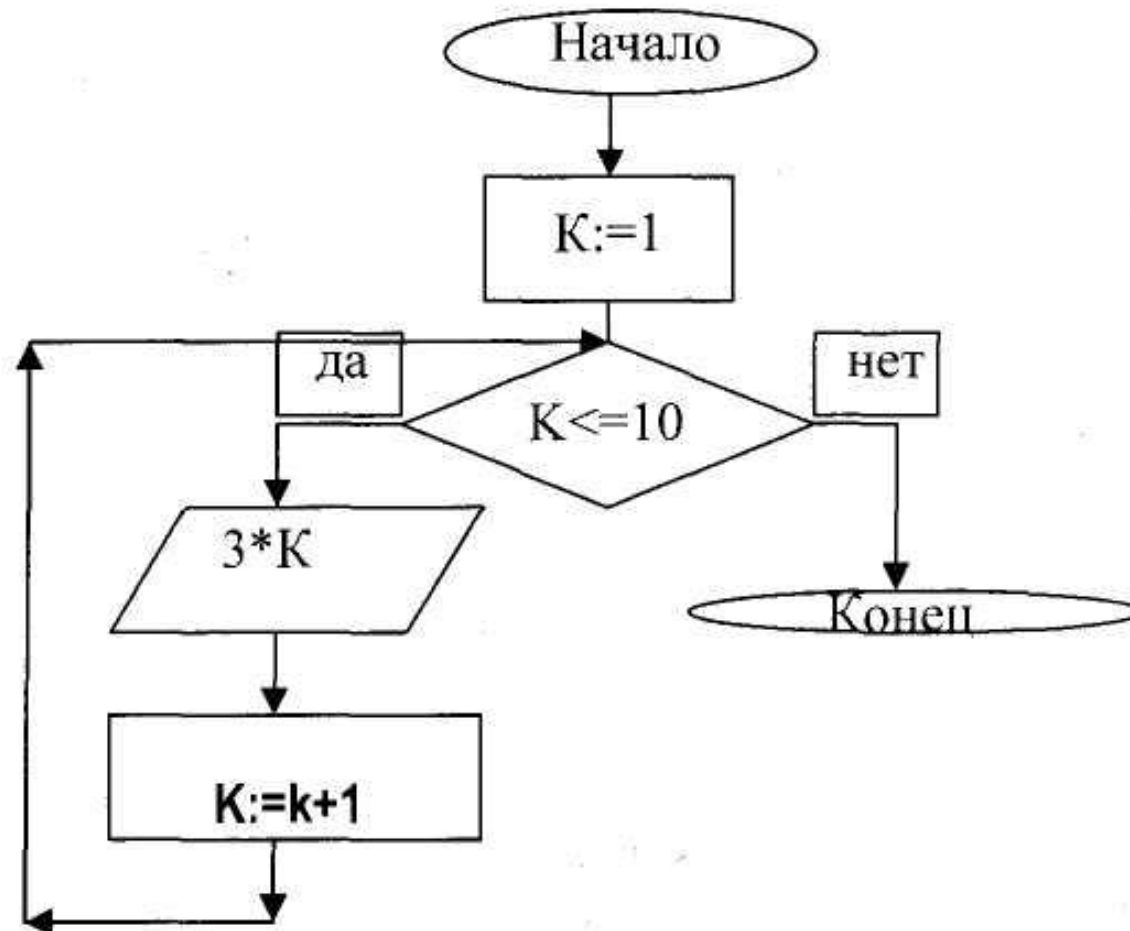 Начало
K:=1
да
нет
K<=10
3*K
Конец
K:=k+1